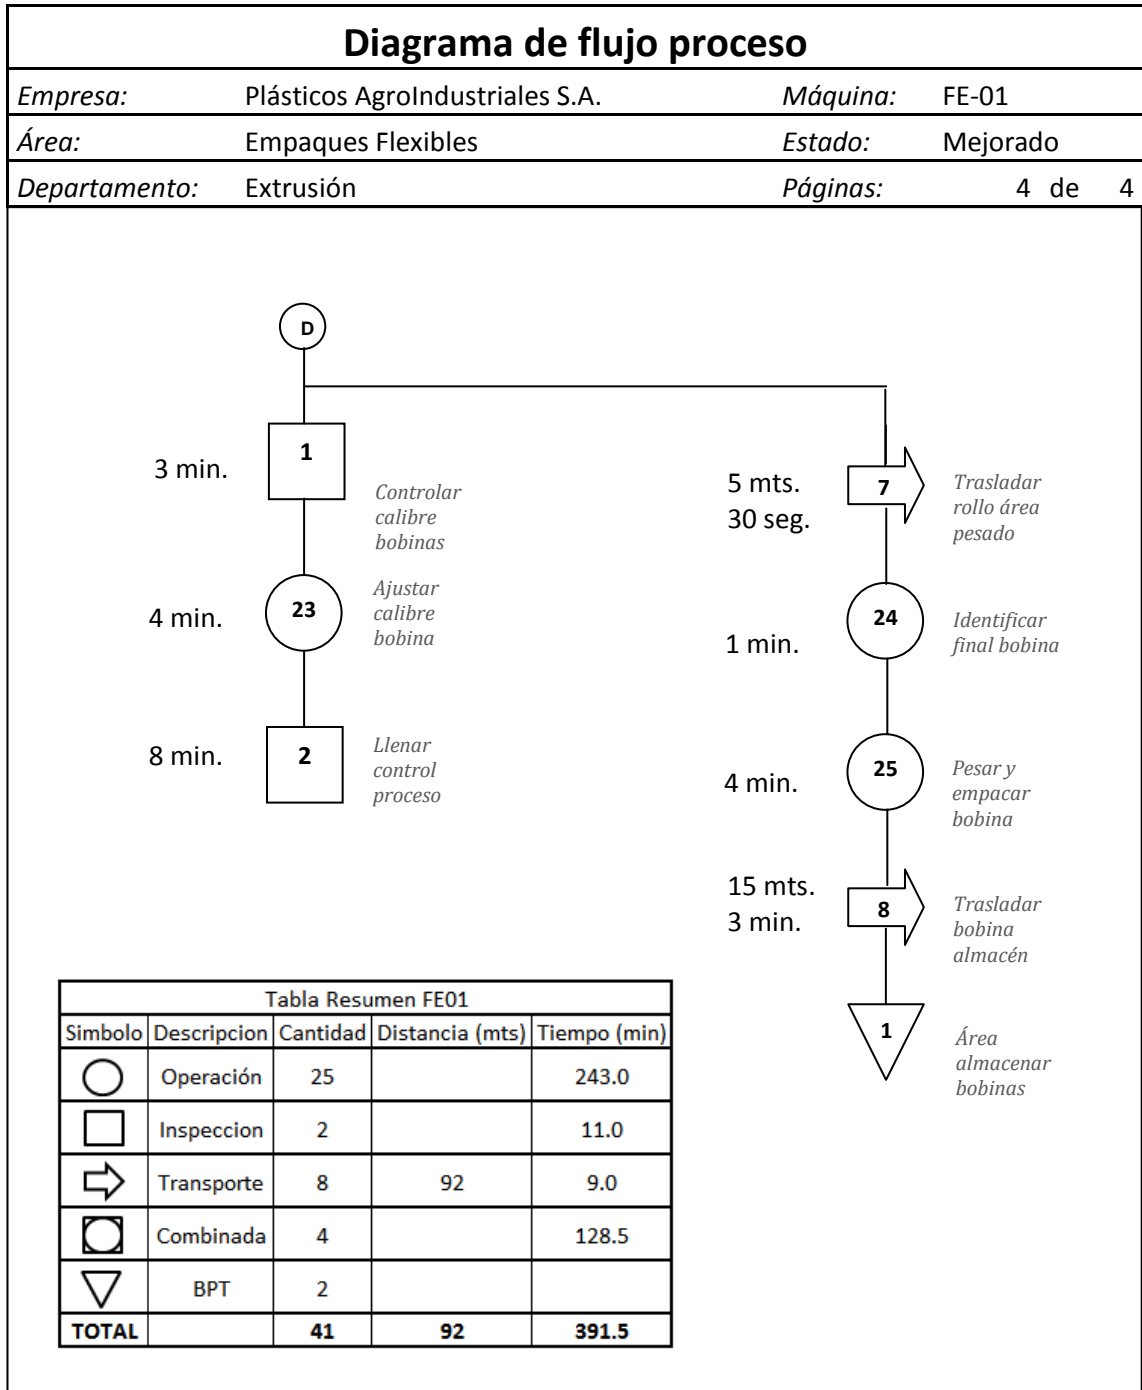 Diagrama de flujo proceso
Empresa: Plásticos AgroIndustriales S.A. Máquina: FE-01
Área: Empaques Flexibles Estado: Mejorado
Departamento: Extrusión Páginas: 4 de 4
D
3 min.
1
Controlar
calibre
bobinas
4 min.
23
Ajustar
calibre
bobina
8 min.
2
Llenar
control
proceso
5 mts.
30 seg.
7
Trasladar
rollo área
pesado
1 min.
24
Identificar
final bobina
4 min.
25
Pesar y
empacar
bobina
15 mts.
3 min.
8
Trasladar
bobina
almacén
1
Área
almacenar
bobinas
Tabla Resumen FE01
Simbolo Descripcion Cantidad Distancia (mts) Tiempo (min)
Operación 25 243.0
Inspeccion 2 11.0
Transporte 8 92 9.0
Combinada 4 128.5
BPT 2
TOTAL 41 92 391.5